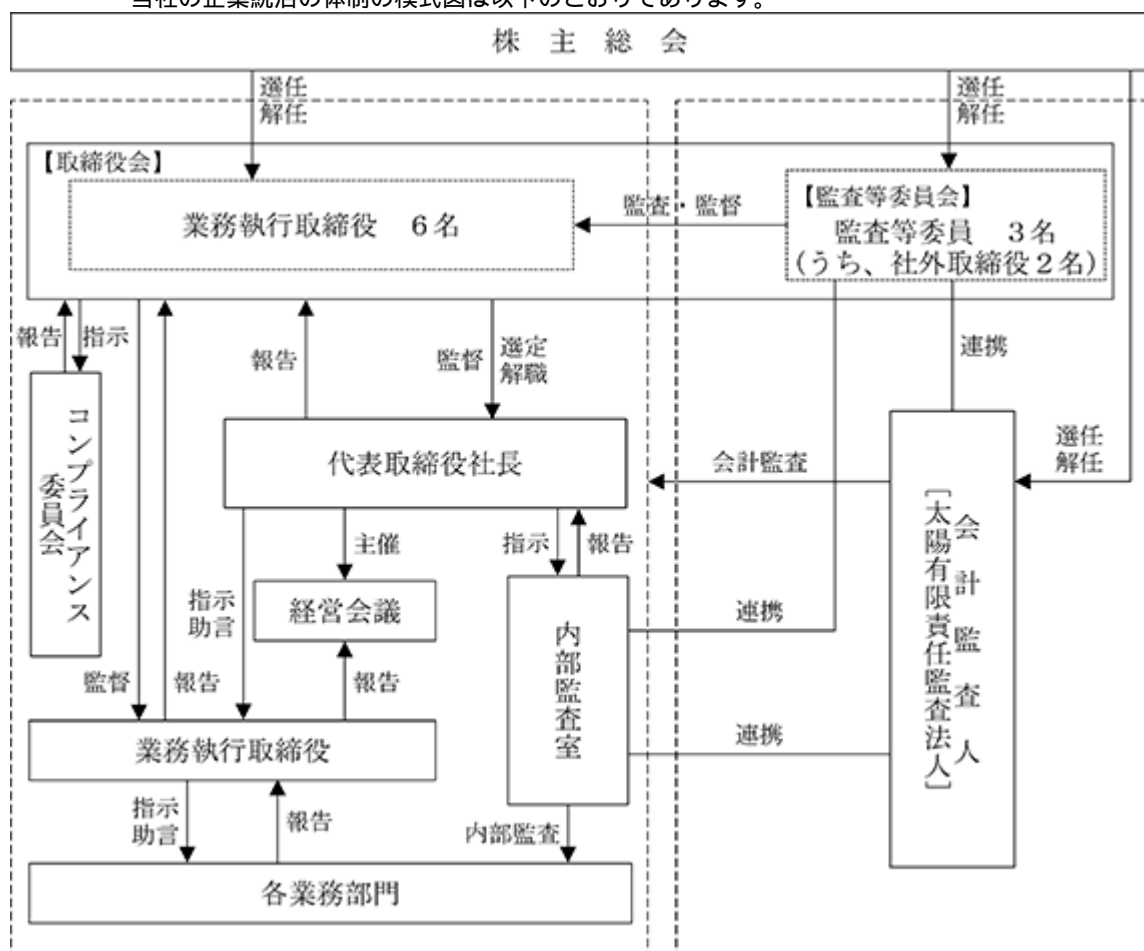 当社の企業統治の体制の模式図は以下のとおりであります。
株主総会
選任
解任
選任
解任
【取締役会】
業務執行取締役 6名
監査・監督
【監査等委員会】
監査等委員 3名
(うち、社外取締役2名)
報告
指示
報告
監督
選定
解職
連携
コンプライアンス
委員会
代表取締役社長
会計監査
選任
解任
会計監査人
[太陽有限責任監査法人]
指示
助言
主催
指示
報告
経営会議
内部監査室
連携
監督
報告
報告
連携
業務執行取締役
指示
助言
報告
内部監査
各業務部門